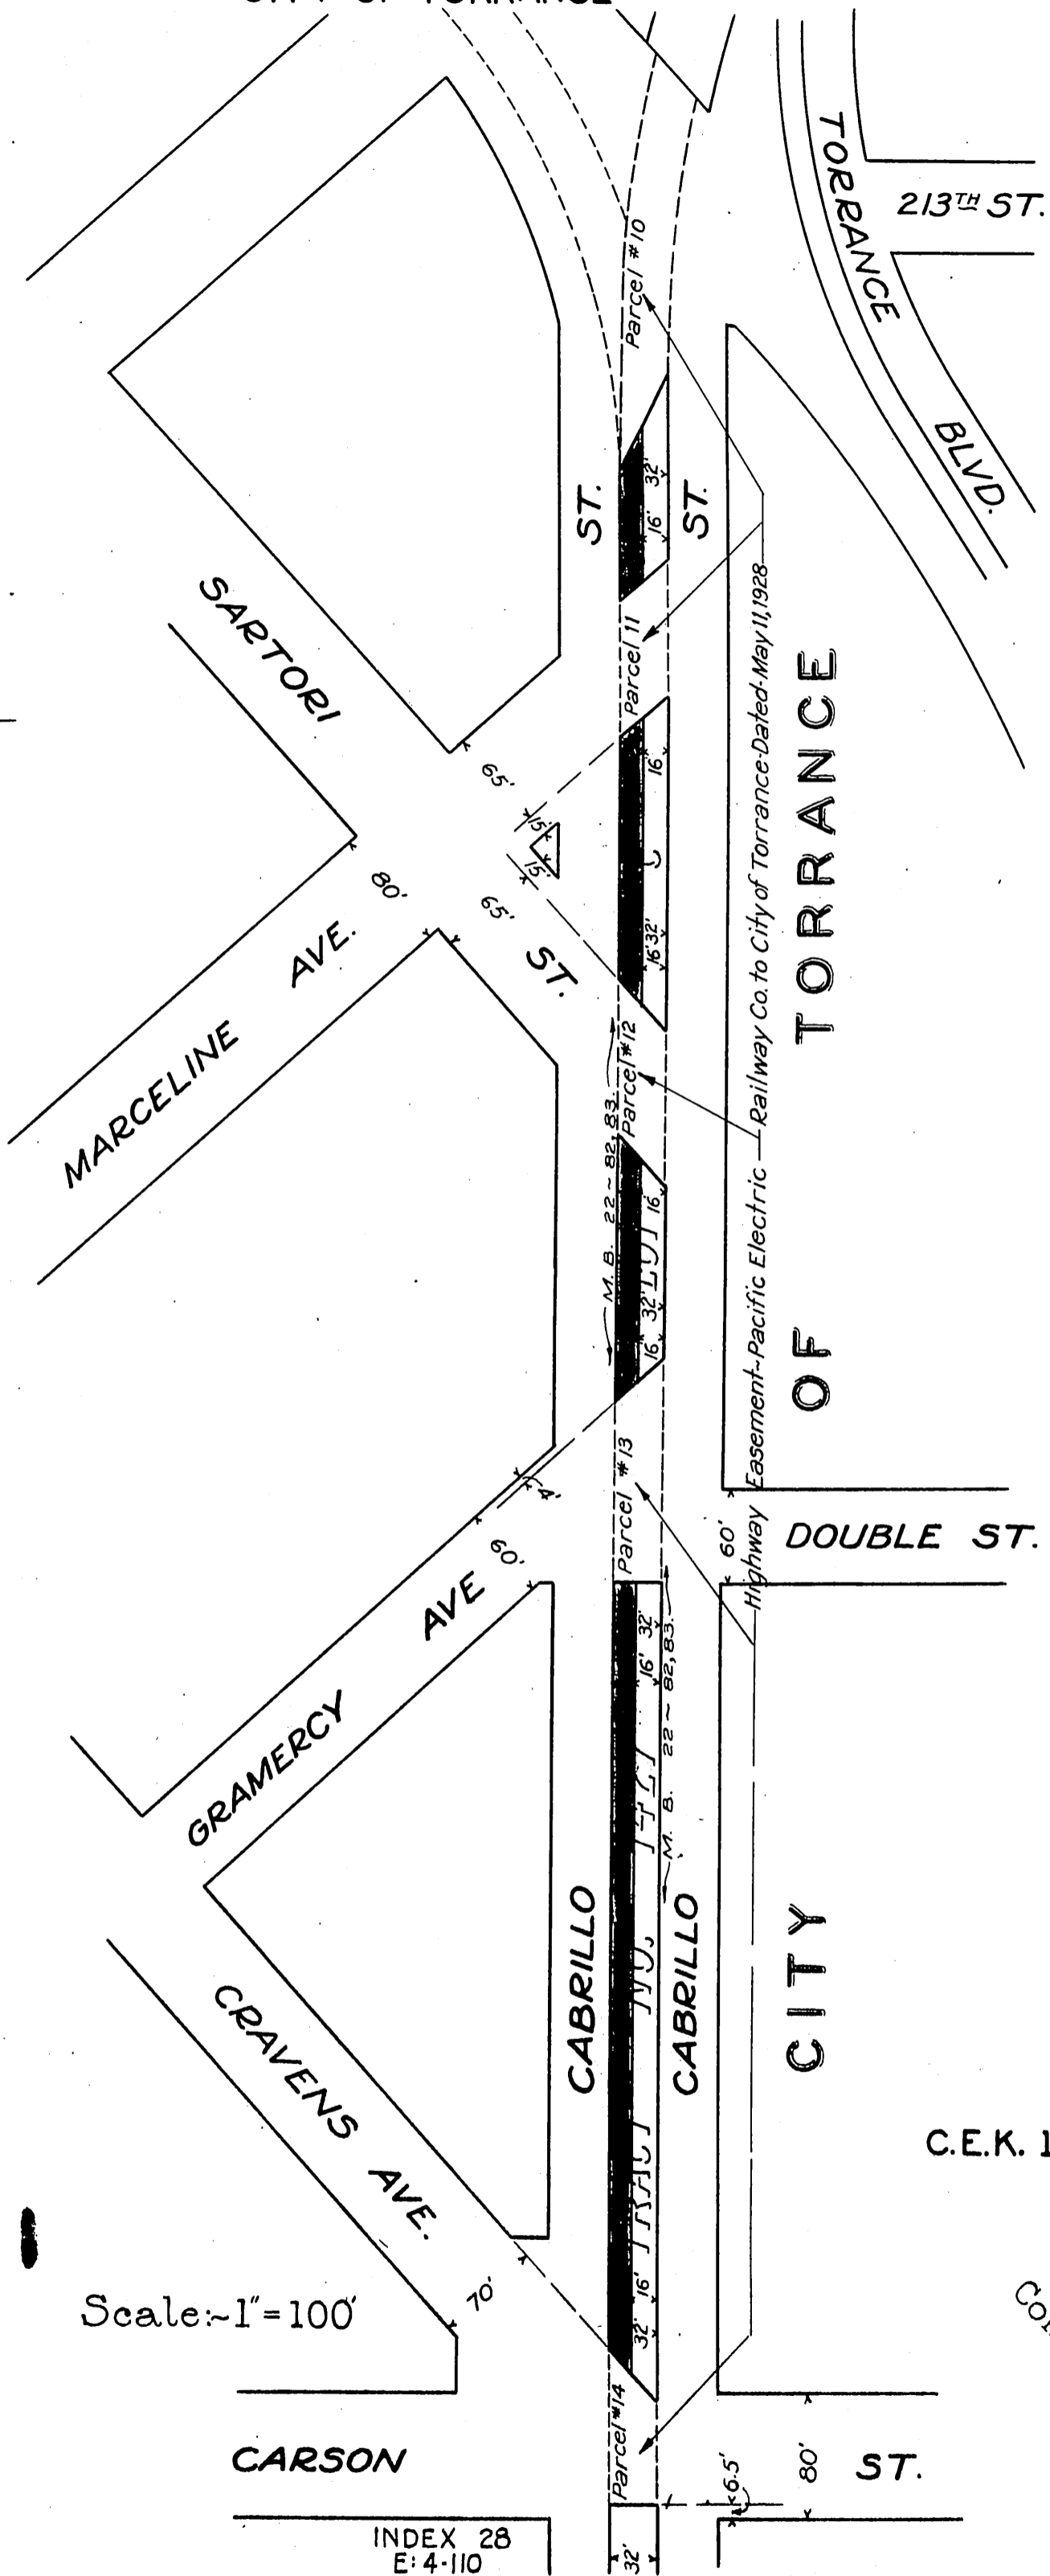 CITY OF TORRANCE
TORRANCE
BLVD.
213TH ST.
Parcel #10
32'
16'
ST.
ST.
Parcel 11
SARTORI
ST.
65'
15'
15'
65'
16'
16' 32'
80'
MARCELINE
AVE.
Parcel #12
M. B. 22 ~ 82, 83.
16'
32' LOT
16'
Highway Easement~Pacific Electric Railway Co. to City of Torrance-Dated-May 11, 1928
CITY OF TORRANCE
Parcel #13
4'
60'
60'
DOUBLE ST.
GRAMERCY
AVE
32'
16'
M. B. 22 ~ 82, 83.
CABRILLO
CABRILLO
TRACT NO.
CRAVENS
AVE.
C.E.K.
70'
16'
32'
Scale:~1"=100'
Parcel #14
CARSON
ST.
6.5'
80'
32'
INDEX 28
E:4-110